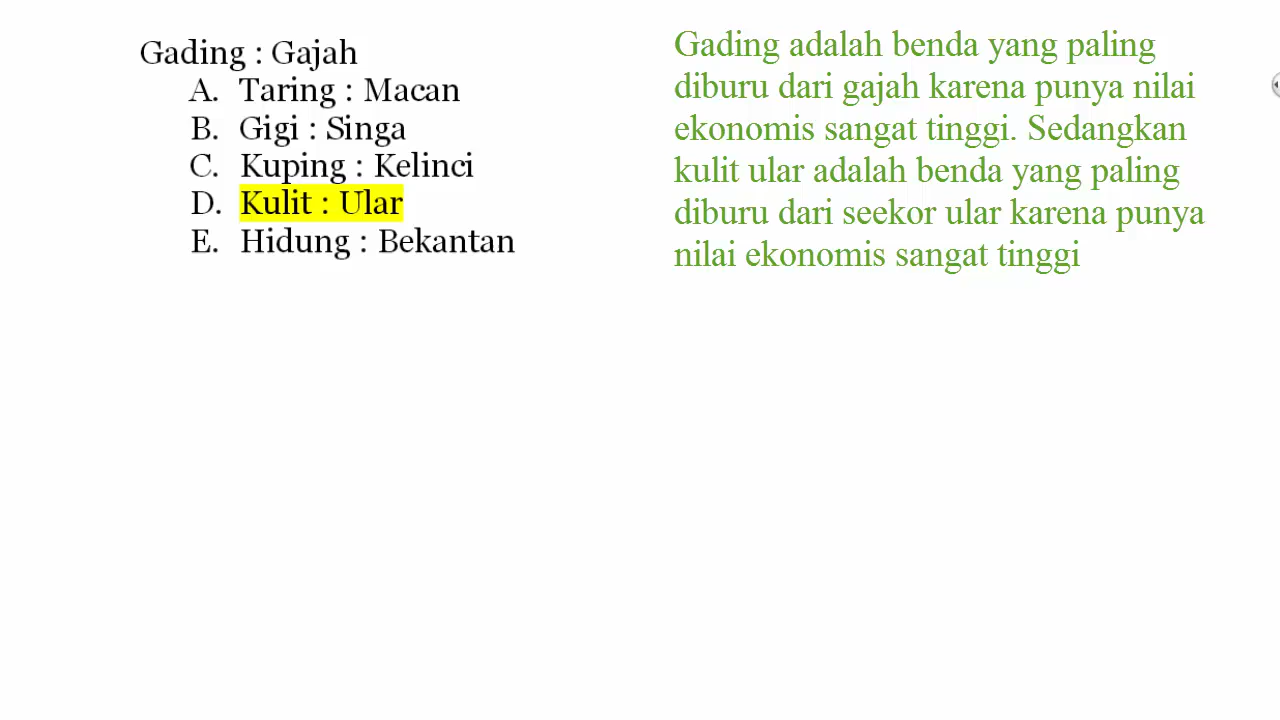 Gading : Gajah
A. Taring : Macan
B. Gigi : Singa
C. Kuping : Kelinci
D. Kulit : Ular
E. Hidung : Bekantan
Gading adalah benda yang paling
diburu dari gajah karena punya nilai
ekonomis sangat tinggi. Sedangkan
kulit ular adalah benda yang paling
diburu dari seekor ular karena punya
nilai ekonomis sangat tinggi